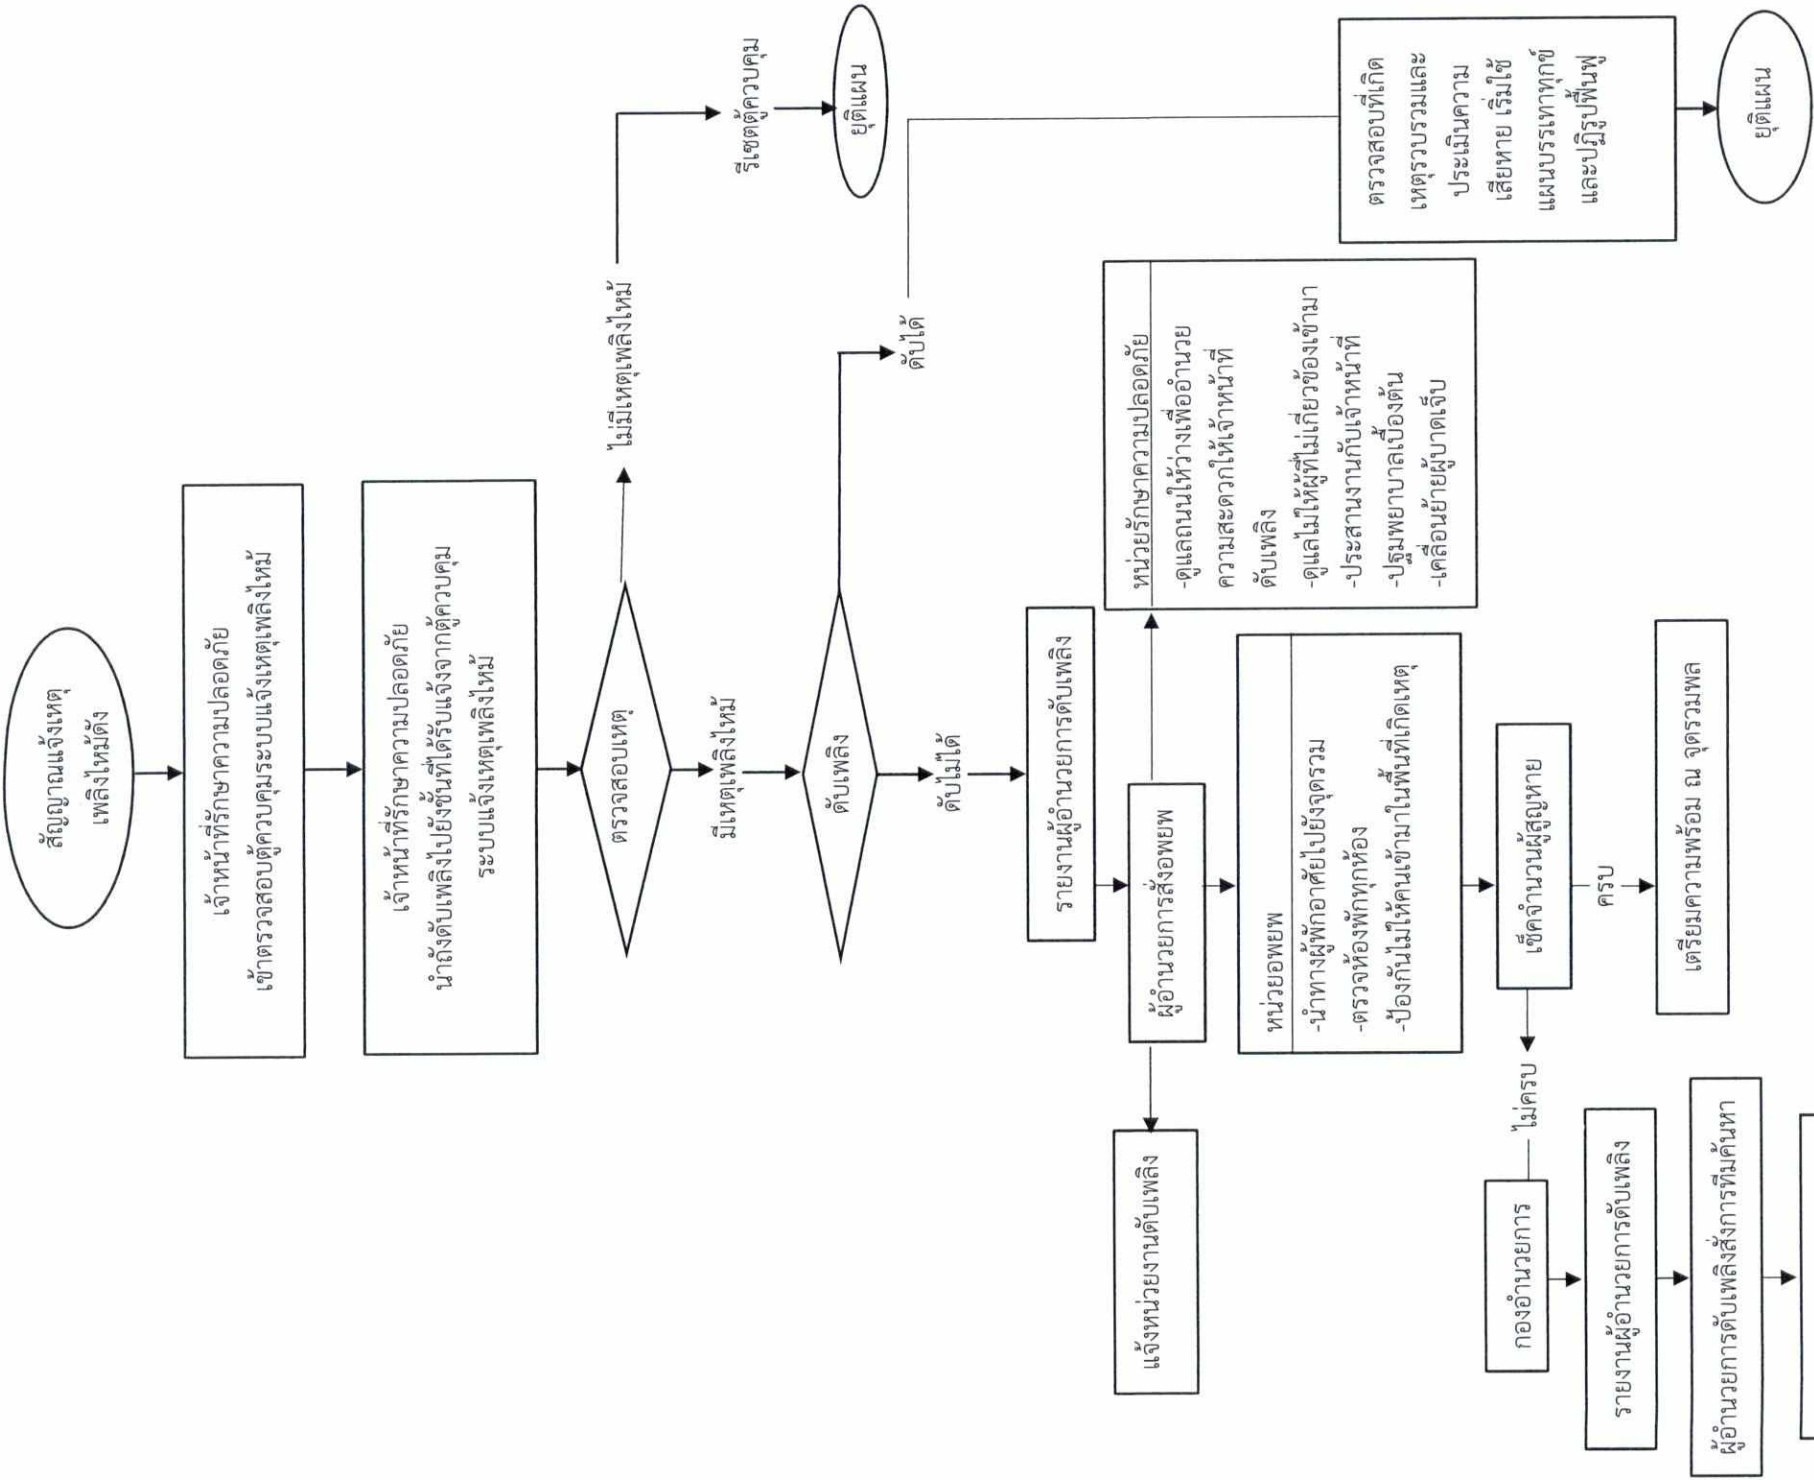 สัญญาณแจ้งเหตุ
เพลิงไหม้ดัง
เจ้าหน้าที่รักษาความปลอดภัย
เข้าตรวจสอบตู้ควบคุมระบบแจ้งเหตุเพลิงไหม้
เจ้าหน้าที่รักษาความปลอดภัย
นำถังดับเพลิงไปยังชั้นที่ได้รับแจ้งจากตู้ควบคุม
ระบบแจ้งเหตุเพลิงไหม้
ตรวจสอบเหตุ
ไม่มีเหตุเพลิงไหม้
รีเซตตู้ควบคุม
ยุติแผน
มีเหตุเพลิงไหม้
ดับเพลิง
ดับได้
ตรวจสอบที่เกิด
เหตุรวบรวมและ
ประเมินความ
เสียหาย เริ่มใช้
แผนบรรเทาทุกข์
และปฏิรูปฟื้นฟู
ยุติแผน
ดับไม่ได้
รายงานผู้อำนวยการดับเพลิง
ผู้อำนวยการสั่งอพยพ
แจ้งหน่วยงานดับเพลิง
หน่วยรักษาความปลอดภัย
-ดูแลถนนให้ว่างเพื่ออำนวย
ความสะดวกให้เจ้าหน้าที่
ดับเพลิง
-ดูแลไม่ให้ผู้ที่ไม่เกี่ยวข้องเข้ามา
-ประสานงานกับเจ้าหน้าที่
-ปฐมพยาบาลเบื้องต้น
-เคลื่อนย้ายผู้บาดเจ็บ
หน่วยอพยพ
-นำทางผู้พักอาศัยไปยังจุดรวม
-ตรวจห้องพักทุกห้อง
-ป้องกันไม่ให้คนเข้ามาในพื้นที่เกิดเหตุ
เช็คจำนวนผู้สูญหาย
ครบ
เตรียมความพร้อม ณ จุดรวมพล
ไม่ครบ
กองอำนวยการ
รายงานผู้อำนวยการดับเพลิง
ผู้อำนวยการดับเพลิงสั่งการทีมค้นหา